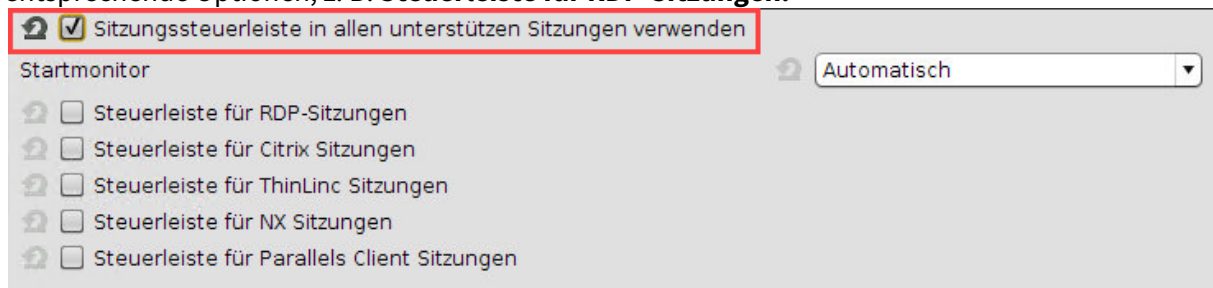 Sitzungssteuerleiste in allen unterstützen Sitzungen verwenden
Startmonitor Automatisch
Steuerleiste für RDP-Sitzungen
Steuerleiste für Citrix Sitzungen
Steuerleiste für ThinLinc Sitzungen
Steuerleiste für NX Sitzungen
Steuerleiste für Parallels Client Sitzungen